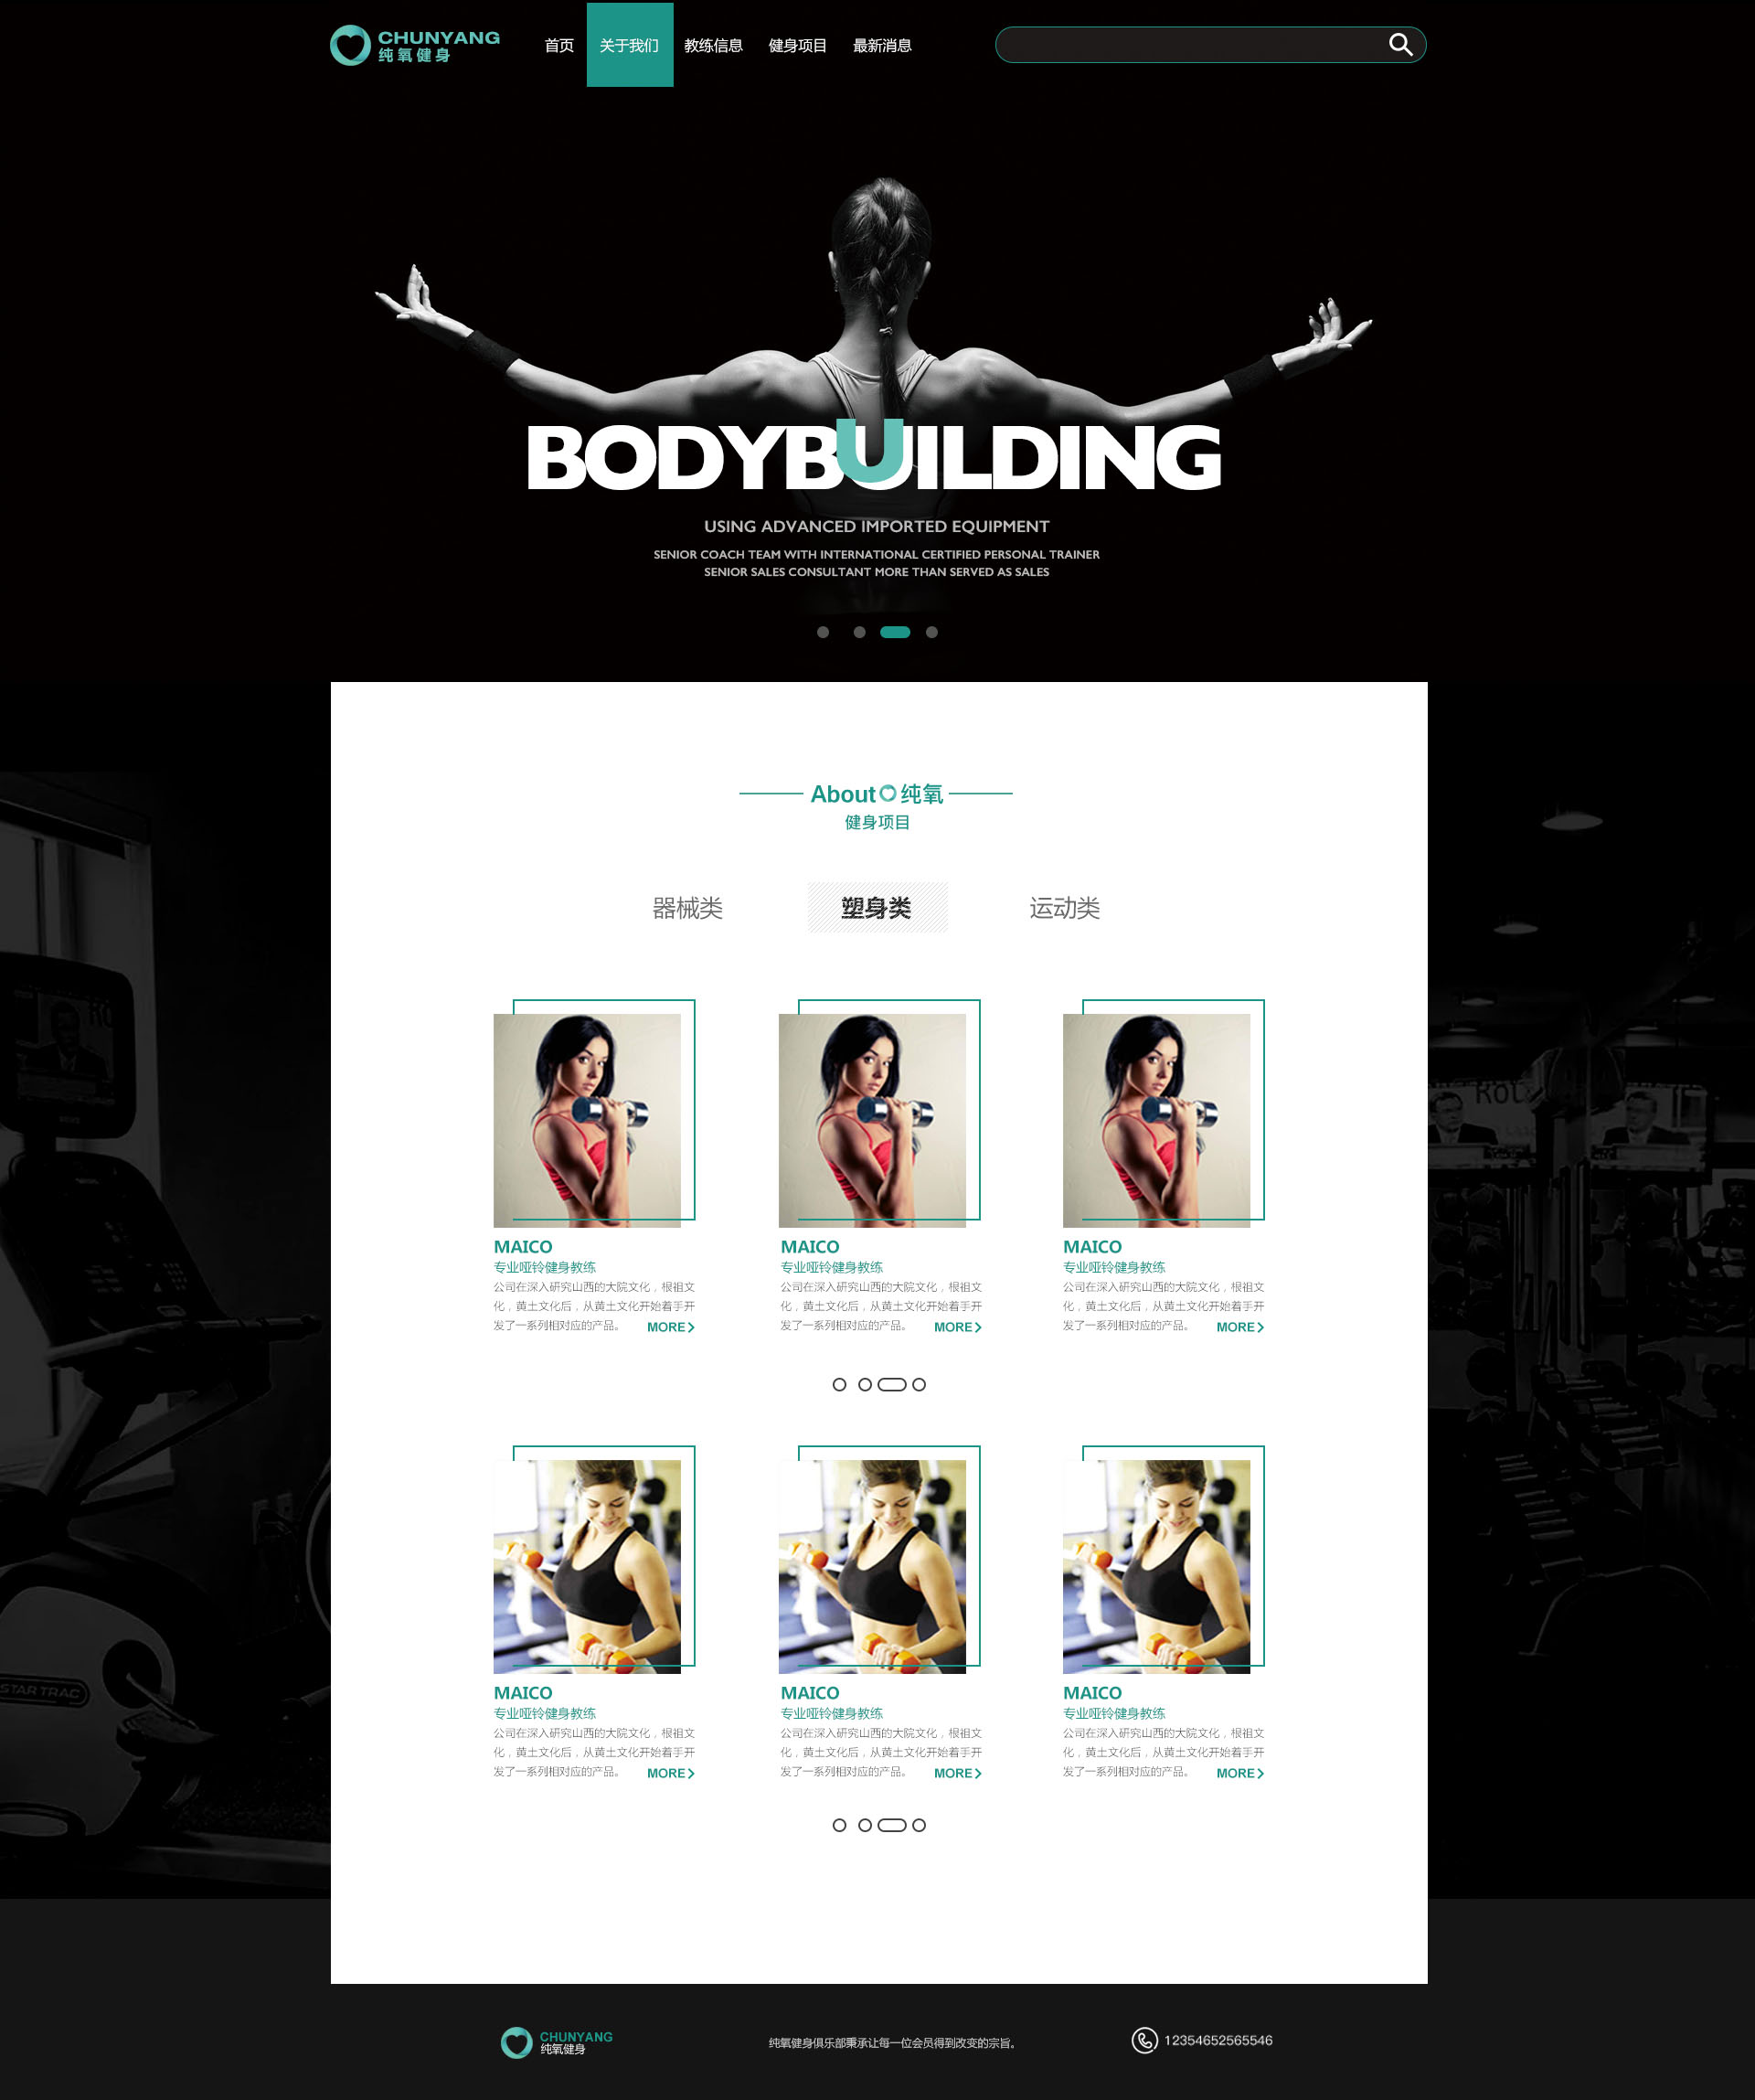 CHUNYANG
纯氧健身
首页 关于我们 教练信息 健身项目 最新消息
BODYBUILDING
USING ADVANCED IMPORTED EQUIPMENT
SENIOR COACH TEAM WITH INTERNATIONAL CERTIFIED PERSONAL TRAINER
SENIOR SALES CONSULTANT MORE THAN SERVED AS SALES
About 纯氧
健身项目
器械类 塑身类 运动类
MAICO
专业哑铃健身教练
公司在深入研究山西的大院文化，根祖文
化，黄土文化后，从黄土文化开始着手开
发了一系列相对应的产品。 MORE
MAICO
专业哑铃健身教练
公司在深入研究山西的大院文化，根祖文
化，黄土文化后，从黄土文化开始着手开
发了一系列相对应的产品。 MORE
MAICO
专业哑铃健身教练
公司在深入研究山西的大院文化，根祖文
化，黄土文化后，从黄土文化开始着手开
发了一系列相对应的产品。 MORE
MAICO
专业哑铃健身教练
公司在深入研究山西的大院文化，根祖文
化，黄土文化后，从黄土文化开始着手开
发了一系列相对应的产品。 MORE
MAICO
专业哑铃健身教练
公司在深入研究山西的大院文化，根祖文
化，黄土文化后，从黄土文化开始着手开
发了一系列相对应的产品。 MORE
MAICO
专业哑铃健身教练
公司在深入研究山西的大院文化，根祖文
化，黄土文化后，从黄土文化开始着手开
发了一系列相对应的产品。 MORE
STAR TRAC
CHUNYANG
纯氧健身
纯氧健身俱乐部秉承让每一位会员得到改变的宗旨。
12354652565546